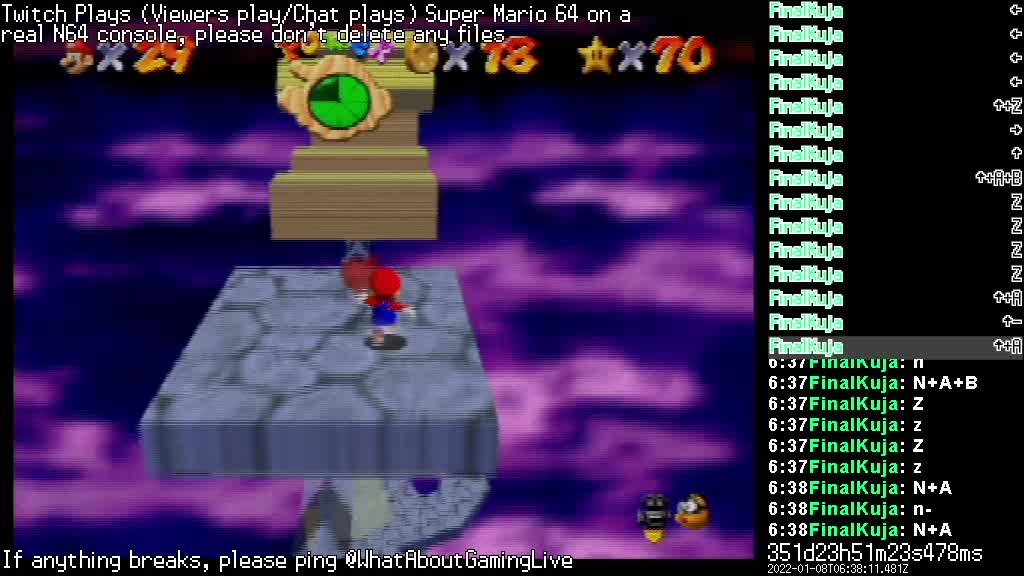 Twitch Plays (Viewers play/Chat plays) Super Mario 64 on a
real N64 console, please don't delete any files
x 29
x 78
x 70
FinalKuja ←
FinalKuja ←
FinalKuja ←
FinalKuja ←
FinalKuja ↑+Z
FinalKuja →
FinalKuja ↑
FinalKuja ↑+A+B
FinalKuja Z
FinalKuja Z
FinalKuja Z
FinalKuja Z
FinalKuja ↑+A
FinalKuja ↑-
FinalKuja ↑+A
6:37FinalKuja: n
6:37FinalKuja: N+A+B
6:37FinalKuja: Z
6:37FinalKuja: z
6:37FinalKuja: Z
6:37FinalKuja: z
6:38FinalKuja: N+A
6:38FinalKuja: n-
6:38FinalKuja: N+A
351d23h51m23s478ms
2022-01-08T06:38:11.481Z
If anything breaks, please ping @WhatAboutGamingLive